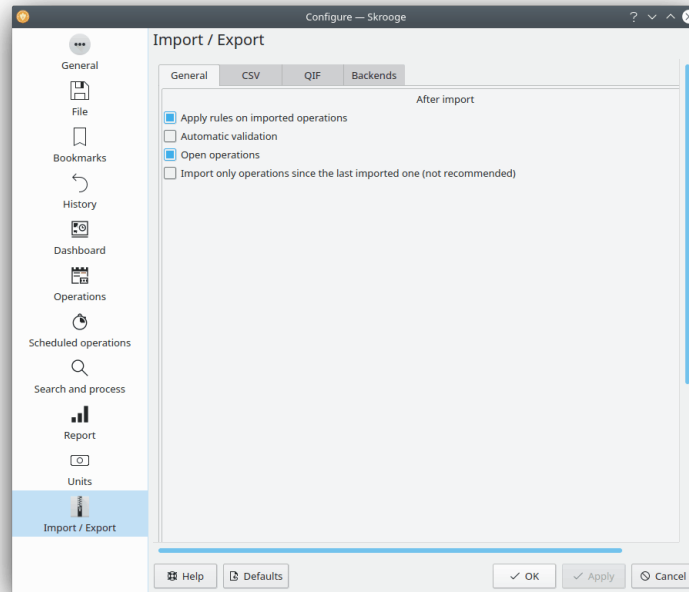 Configure — Skrooge
Import / Export
General
File
Bookmarks
History
Dashboard
Operations
Scheduled operations
Search and process
Report
Units
Import / Export
General CSV QIF Backends
After import
Apply rules on imported operations
Automatic validation
Open operations
Import only operations since the last imported one (not recommended)
Help Defaults OK Apply Cancel